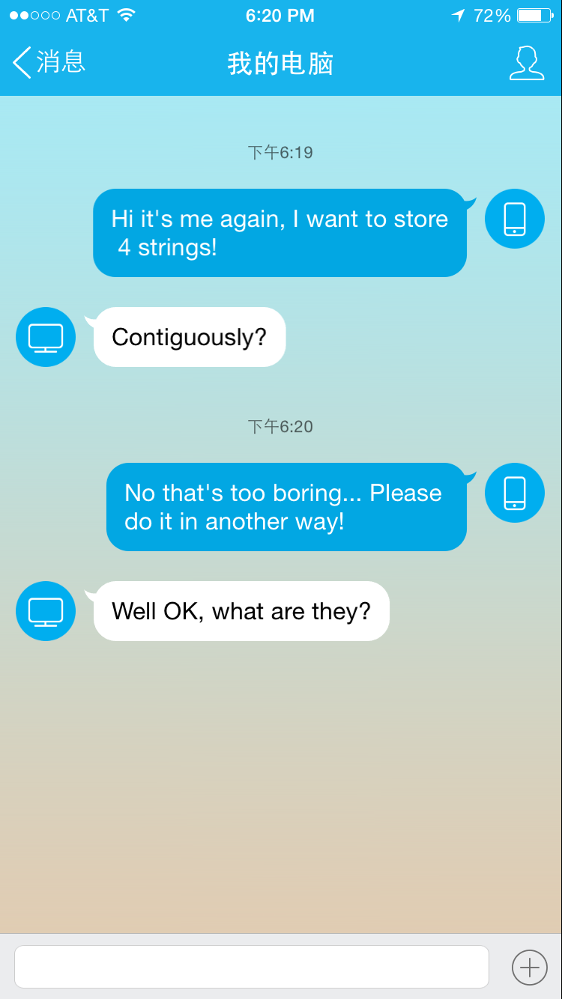 AT&T 6:20 PM 72%
消息 我的电脑
下午6:19
Hi it's me again, I want to store
4 strings!
Contiguously?
下午6:20
No that's too boring... Please
do it in another way!
Well OK, what are they?